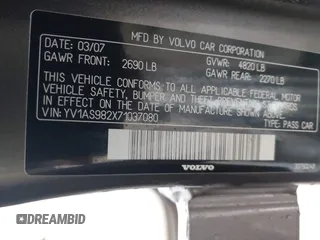 MFD BY VOLVO CAR CORPORATION
DATE: 03/07 GVWR: 4820 LB
GAWR FRONT: 2690 LB GAWR REAR: 2270 LB
THIS VEHICLE CONFORMS TO ALL APPLICABLE
FEDERAL MOTOR VEHICLE
SAFETY, BUMPER AND THEFT PREVENTION STANDARDS
IN EFFECT ON THE DATE OF MANUFACTURE SHOWN ABOVE.
VIN: YV1AS982X71037080 TYPE: PASS CAR
VOLVO
DREAMBID